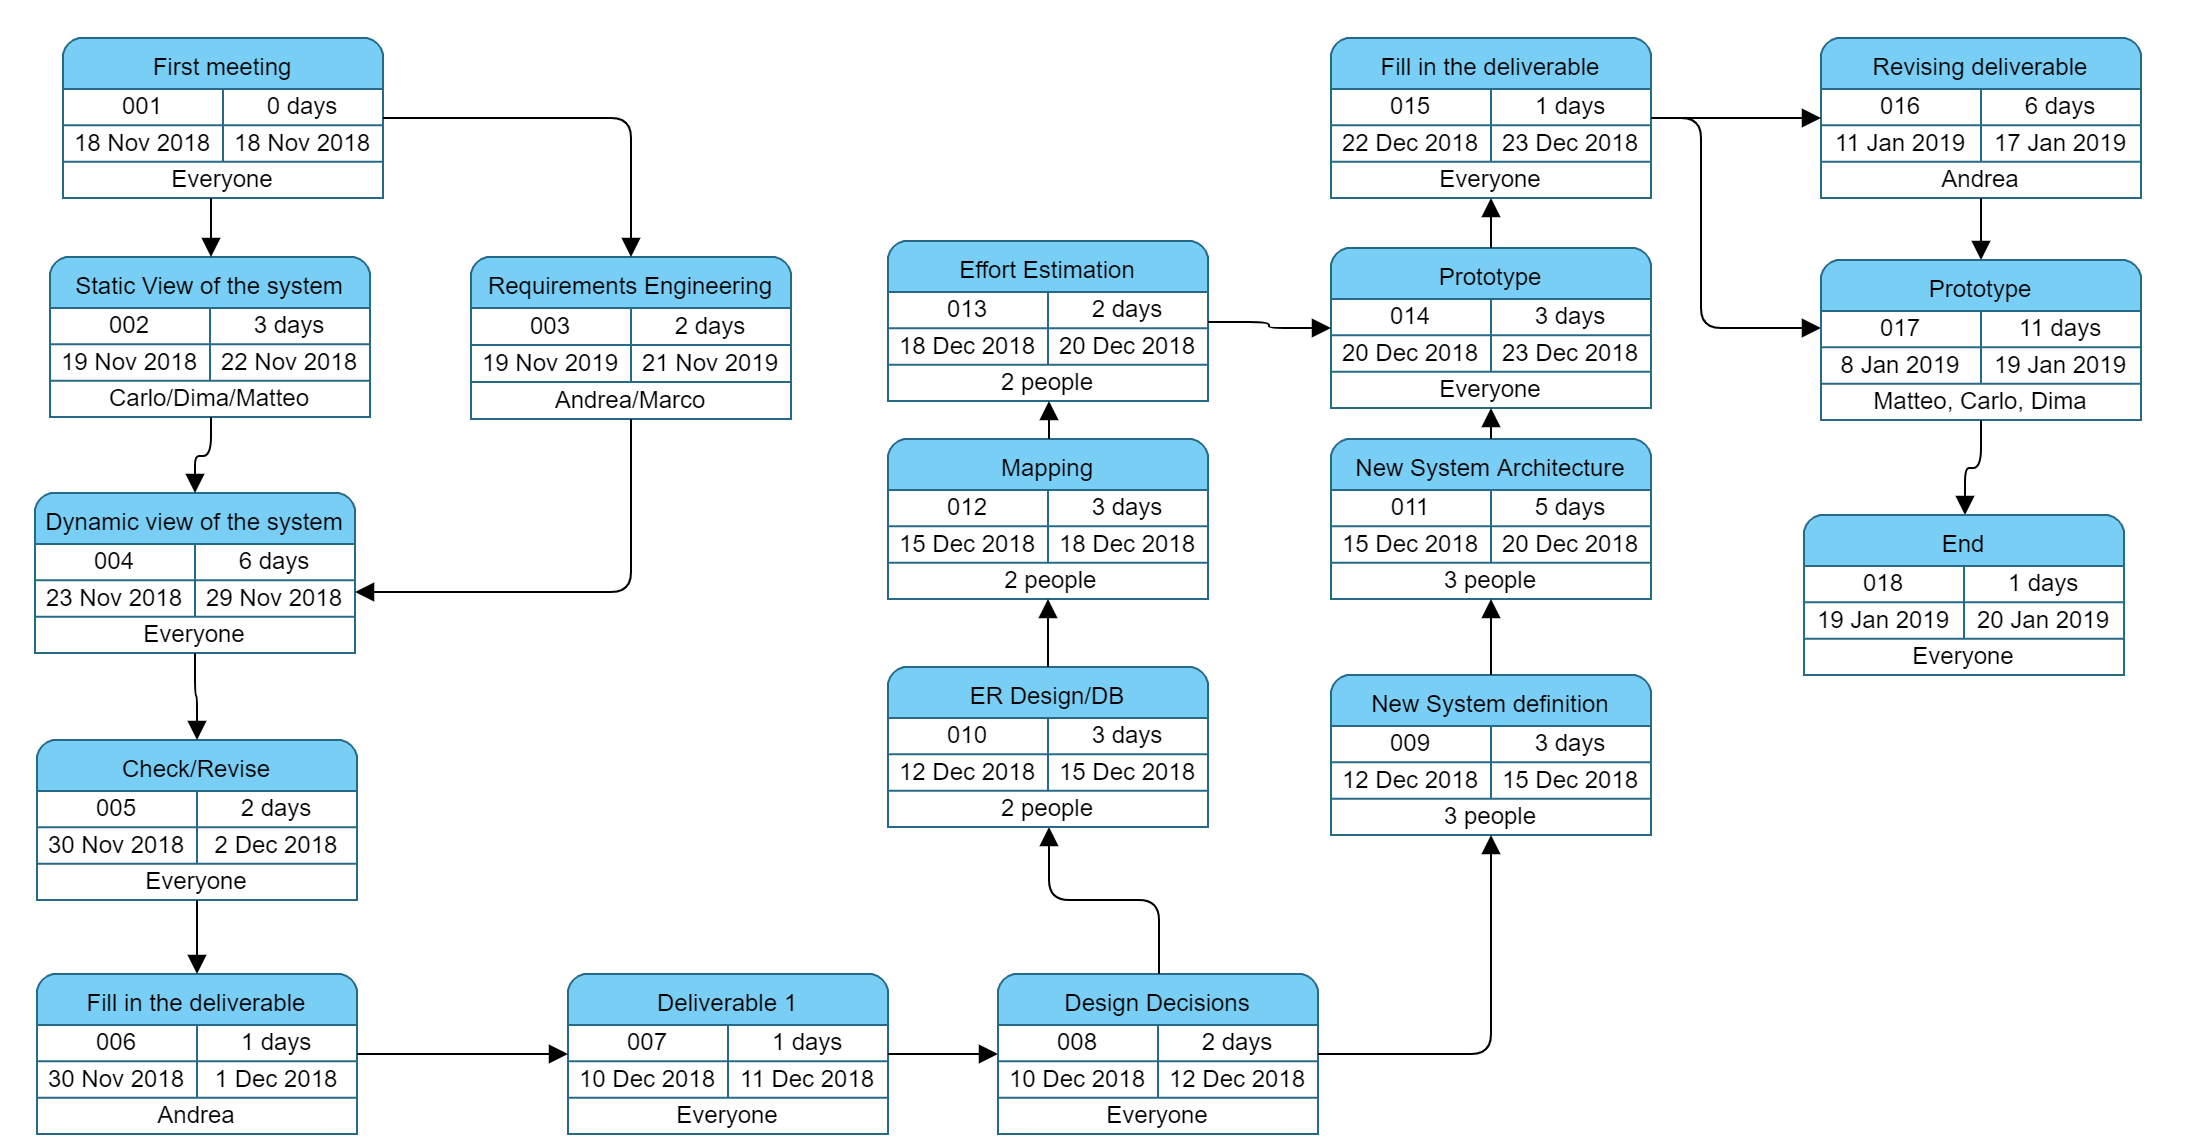 First meeting
001 0 days
18 Nov 2018 18 Nov 2018
Everyone
Static View of the system
002 3 days
19 Nov 2018 22 Nov 2018
Carlo/Dima/Matteo
Requirements Engineering
003 2 days
19 Nov 2019 21 Nov 2019
Andrea/Marco
Dynamic view of the system
004 6 days
23 Nov 2018 29 Nov 2018
Everyone
Check/Revise
005 2 days
30 Nov 2018 2 Dec 2018
Everyone
Fill in the deliverable
006 1 days
30 Nov 2018 1 Dec 2018
Andrea
Deliverable 1
007 1 days
10 Dec 2018 11 Dec 2018
Everyone
Design Decisions
008 2 days
10 Dec 2018 12 Dec 2018
Everyone
New System definition
009 3 days
12 Dec 2018 15 Dec 2018
3 people
ER Design/DB
010 3 days
12 Dec 2018 15 Dec 2018
2 people
New System Architecture
011 5 days
15 Dec 2018 20 Dec 2018
3 people
Mapping
012 3 days
15 Dec 2018 18 Dec 2018
2 people
Effort Estimation
013 2 days
18 Dec 2018 20 Dec 2018
2 people
Prototype
014 3 days
20 Dec 2018 23 Dec 2018
Everyone
Fill in the deliverable
015 1 days
22 Dec 2018 23 Dec 2018
Everyone
Revising deliverable
016 6 days
11 Jan 2019 17 Jan 2019
Andrea
Prototype
017 11 days
8 Jan 2019 19 Jan 2019
Matteo, Carlo, Dima
End
018 1 days
19 Jan 2019 20 Jan 2019
Everyone